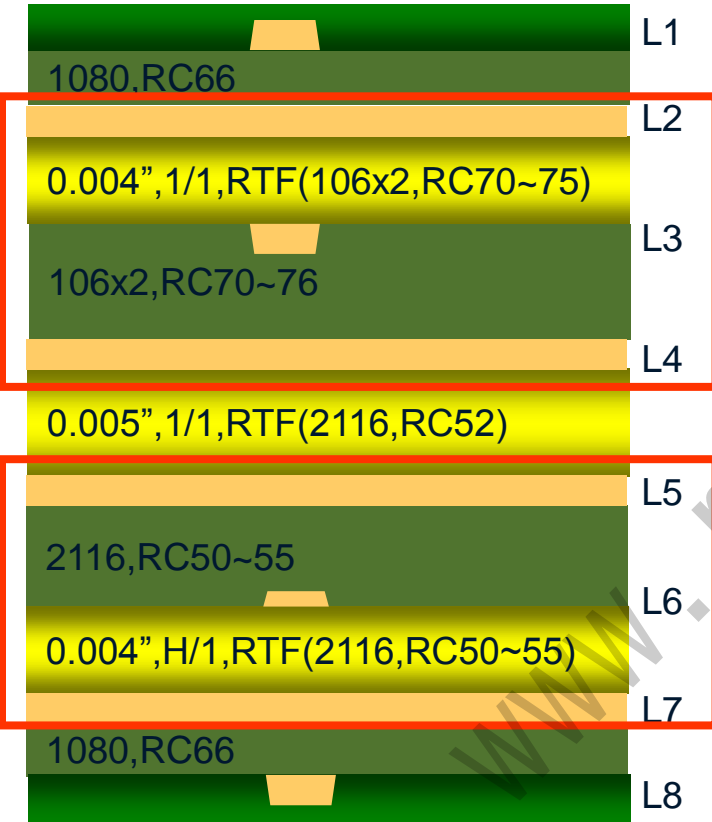 L1
1080,RC66
L2
0.004”,1/1,RTF(106x2,RC70~75)
L3
106x2,RC70~76
L4
0.005”,1/1,RTF(2116,RC52)
L5
2116,RC50~55
L6
0.004”,H/1,RTF(2116,RC50~55)
L7
1080,RC66
L8
www.